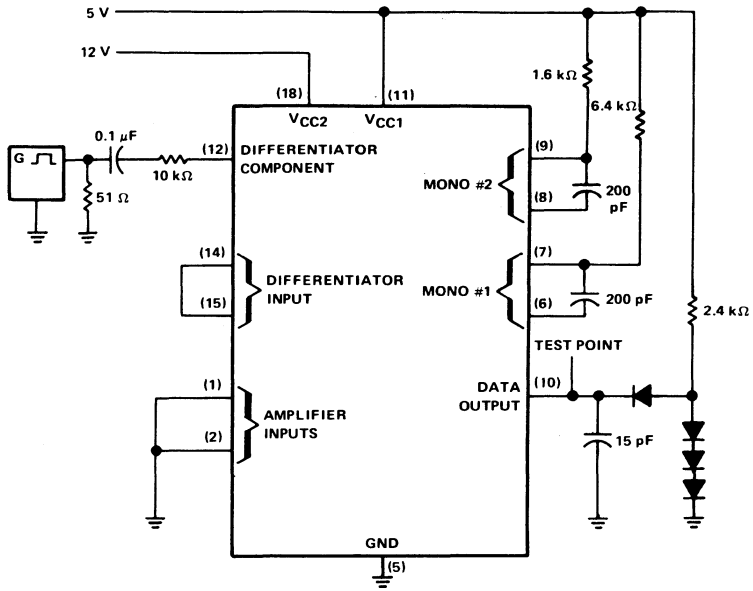 5 V
12 V
(18)
(11)
VCC2
VCC1
1.6 kΩ
6.4 kΩ
0.1 μF
(12)
DIFFERENTIATOR
COMPONENT
G
10 kΩ
51 Ω
(9)
MONO #2
(8)
200
pF
(14)
(15)
DIFFERENTIATOR
INPUT
(7)
MONO #1
(6)
200 pF
2.4 kΩ
TEST POINT
(1)
(2)
AMPLIFIER
INPUTS
DATA
OUTPUT
(10)
15 pF
GND
(5)